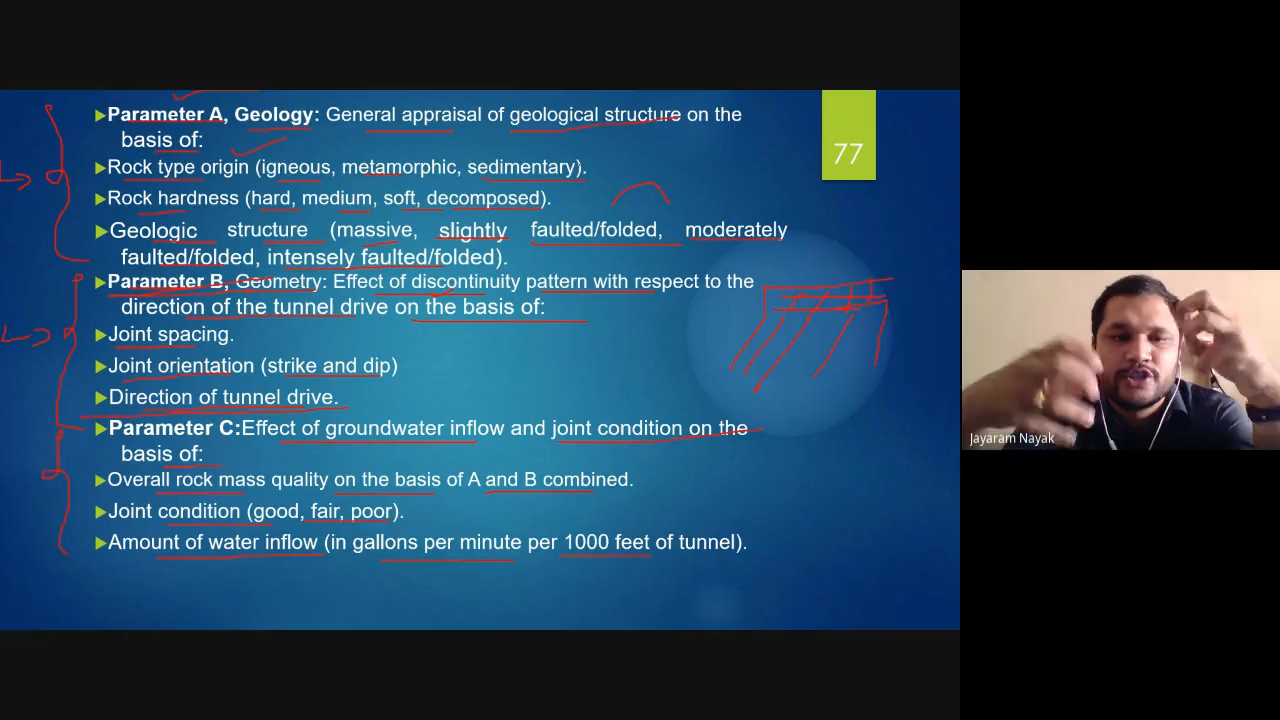 Parameter A, Geology: General appraisal of geological structure on the
77
basis of:
Rock type origin (igneous, metamorphic, sedimentary).
Rock hardness (hard, medium, soft, decomposed).
Geologic structure (massive, slightly faulted/folded, moderately
faulted/folded, intensely faulted/folded).
Parameter B, Geometry: Effect of discontinuity pattern with respect to the
direction of the tunnel drive on the basis of:
Joint spacing.
Joint orientation (strike and dip)
Direction of tunnel drive.
Parameter C:Effect of groundwater inflow and joint condition on the
basis of:
Overall rock mass quality on the basis of A and B combined.
Joint condition (good, fair, poor).
Amount of water inflow (in gallons per minute per 1000 feet of tunnel).
Jayaram Nayak